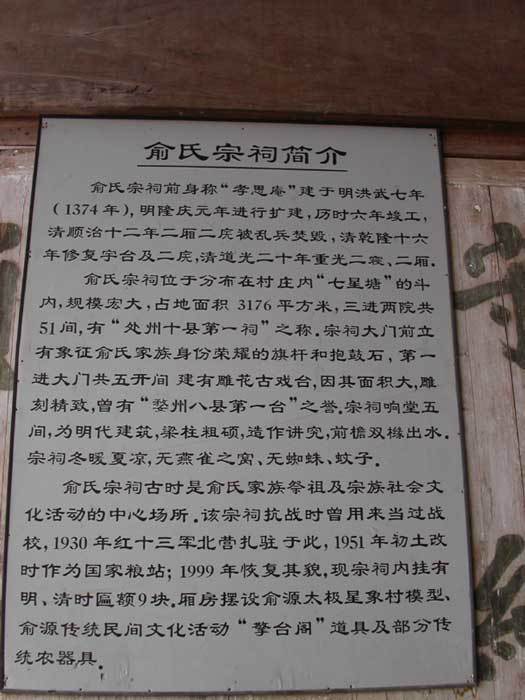 俞氏宗祠简介
俞氏宗祠前身称“孝思庵”建于明洪武七年
(1374年),明隆庆元年进行扩建,历时六年竣工,
清顺治十二年二厢二庑被乱兵焚毁,清乾隆十六
年修复字台及二庑,清道光二十年重光二寝、二厢.
俞氏宗祠位于分布在村庄内“七星塘”的斗
内,规模宏大,占地面积 3176 平方米,三进两院共
51间,有“处州十县第一祠”之称.宗祠大门前立
有象征俞氏家族身份荣耀的旗杆和抱鼓石,第一
进大门共五开间 建有雕花古戏台,因其面积大,雕
刻精致,曾有“婺州八县第一台”之誉.宗祠响堂五
间,为明代建筑,梁柱粗硕,造作讲究,前檐双橼出水.
宗祠冬暖夏凉,无燕雀之窝、无蜘蛛、蚊子.
俞氏宗祠古时是俞氏家族祭祖及宗族社会文
化活动的中心场所.该宗祠抗战时曾用来当过战
校,1930年红十三军北营扎驻于此,1951年初土改
时作为国家粮站;1999年恢复其貌,现宗祠内挂有
明、清时匾额9块.厢房摆设俞源太极星象村模型、
俞源传统民间文化活动“擎台阁”道具及部分传
统农器具.